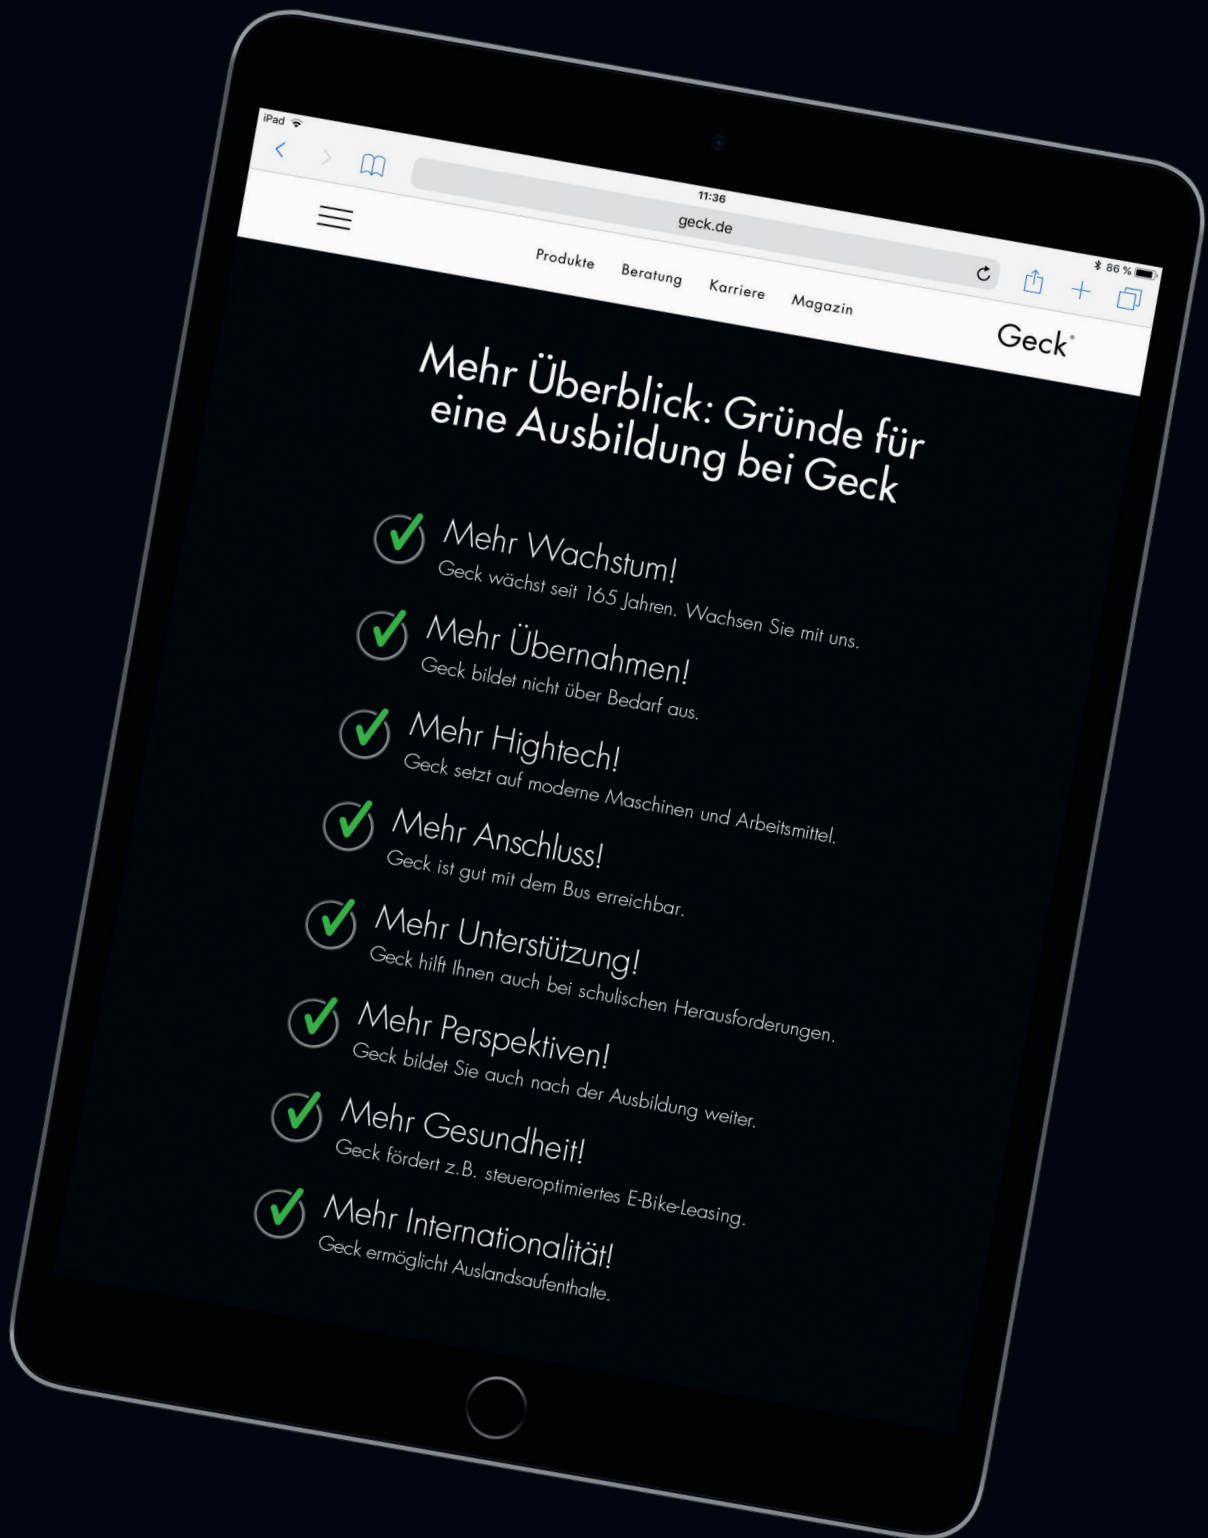 iPad
11:36
86 %
geck.de
Produkte Beratung Karriere Magazin
Geck®
Mehr Überblick: Gründe für
eine Ausbildung bei Geck
Mehr Wachstum!
Geck wächst seit 165 Jahren. Wachsen Sie mit uns.
Mehr Übernahmen!
Geck bildet nicht über Bedarf aus.
Mehr Hightech!
Geck setzt auf moderne Maschinen und Arbeitsmittel.
Mehr Anschluss!
Geck ist gut mit dem Bus erreichbar.
Mehr Unterstützung!
Geck hilft Ihnen auch bei schulischen Herausforderungen.
Mehr Perspektiven!
Geck bildet Sie auch nach der Ausbildung weiter.
Mehr Gesundheit!
Geck fördert z.B. steueroptimiertes E-Bike-Leasing.
Mehr Internationalität!
Geck ermöglicht Auslandsaufenthalte.